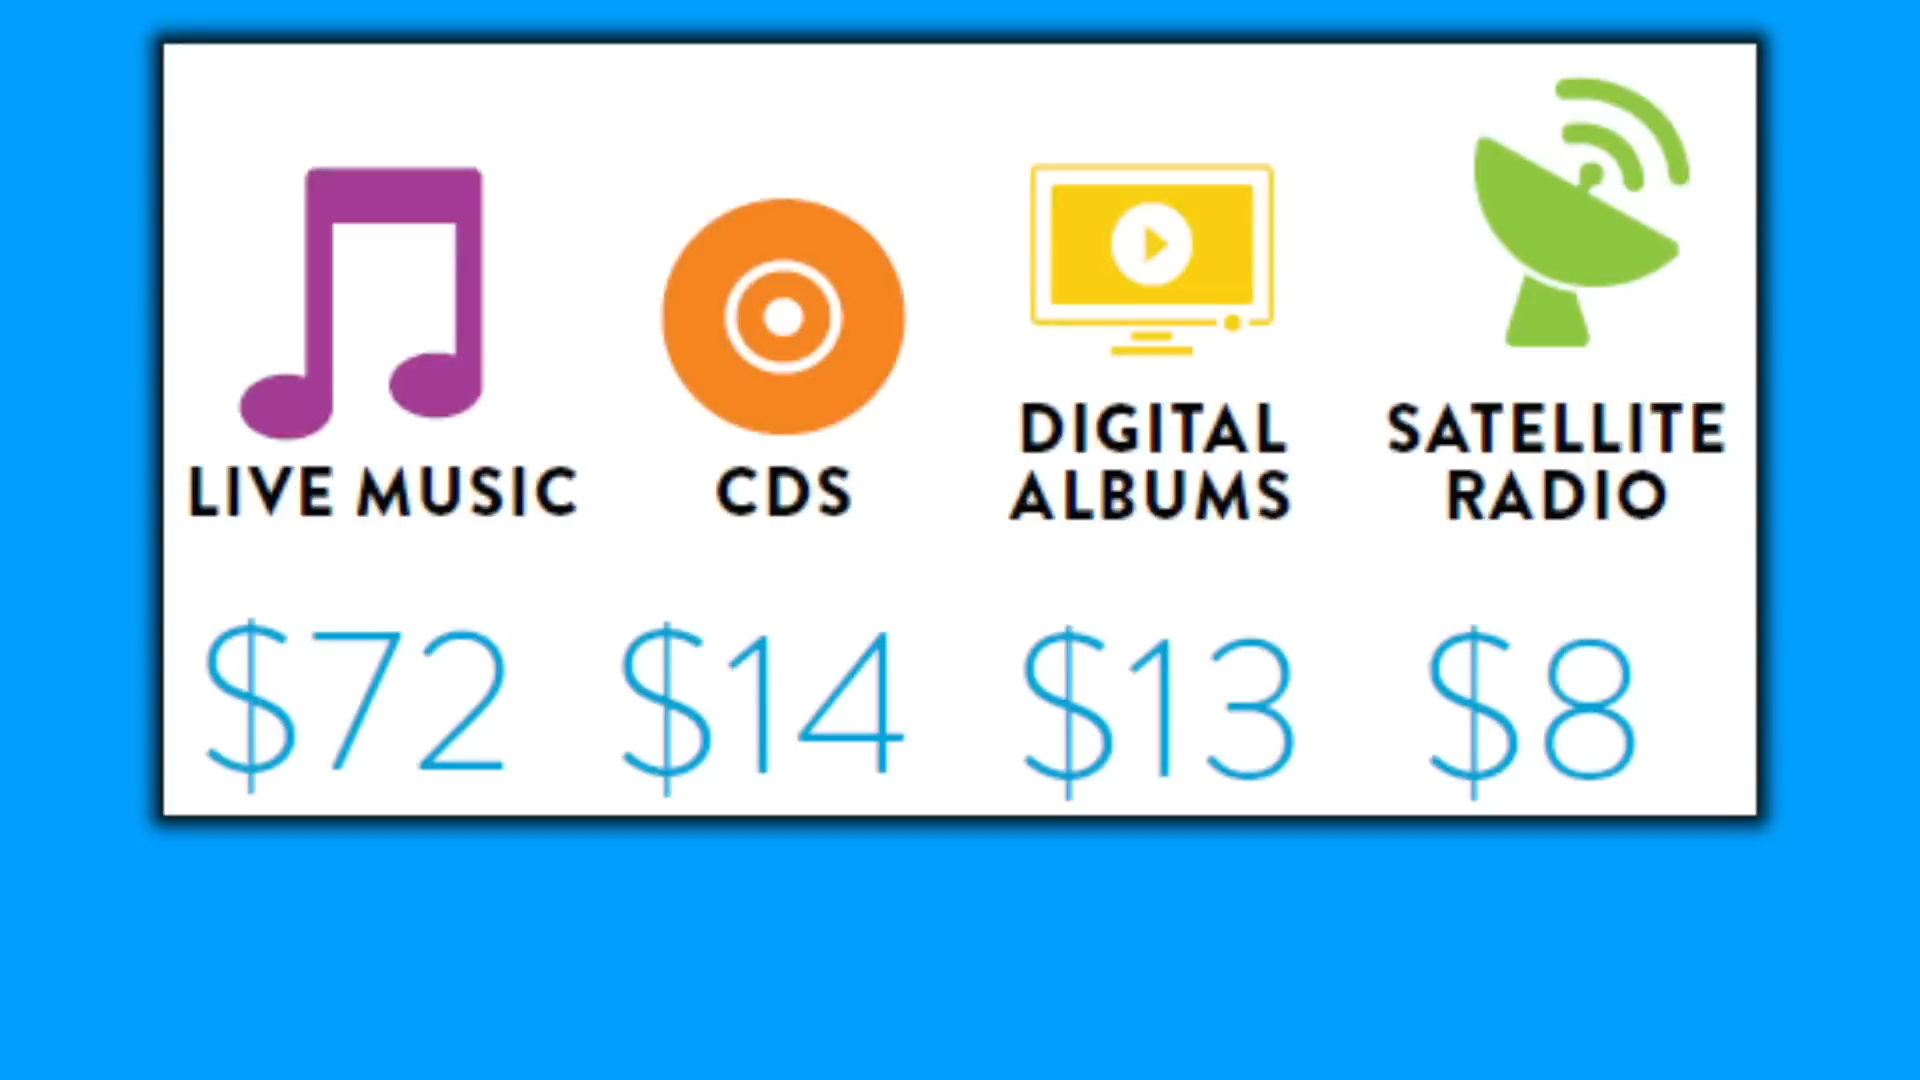 LIVE MUSIC
CDS
DIGITAL
ALBUMS
SATELLITE
RADIO
$72
$14
$13
$8